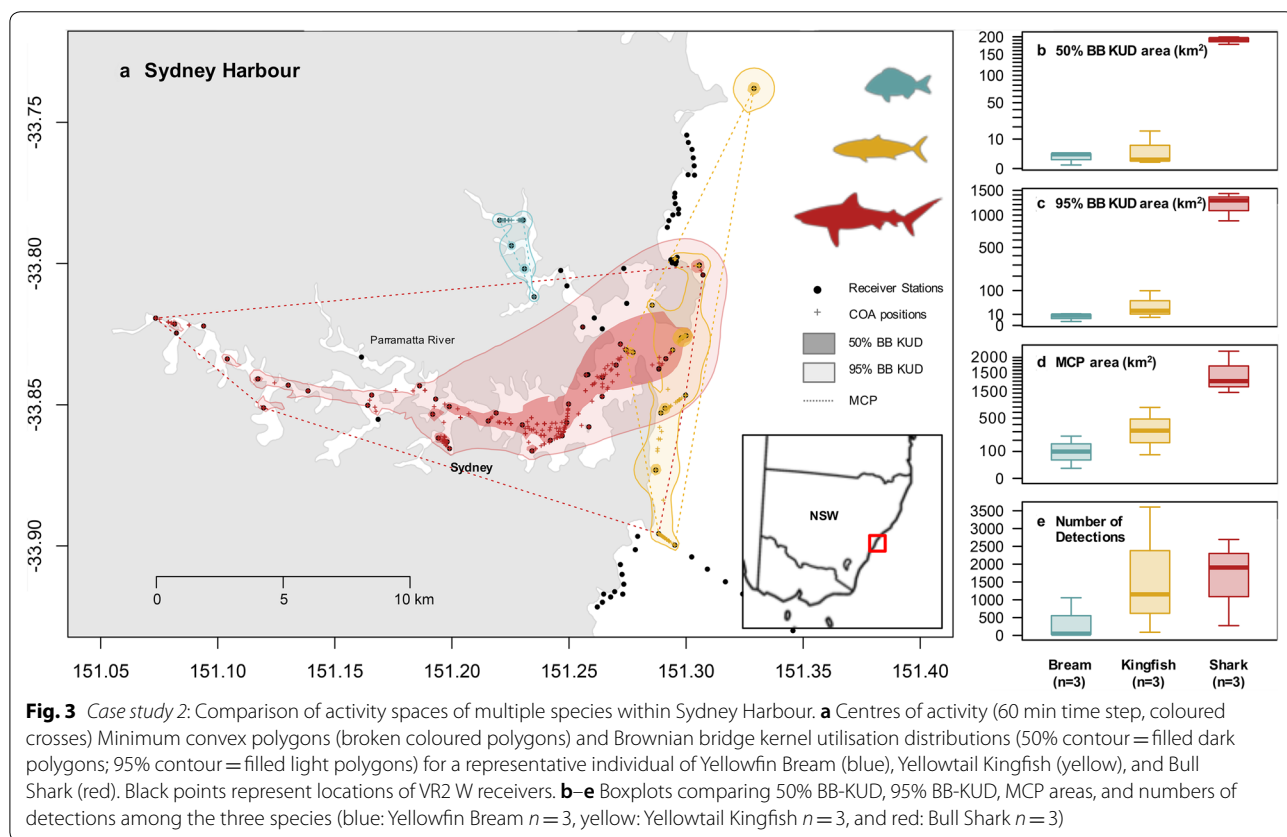 a Sydney Harbour
-33.75
-33.80
-33.85
-33.90
Parramatta River
Sydney
0 5 10 km
151.05 151.10 151.15 151.20 151.25 151.30 151.35 151.40
Receiver Stations
COA positions
50% BB KUD
95% BB KUD
MCP
NSW
b 50% BB KUD area (km²)
200
150
100
50
10
0
c 95% BB KUD area (km²)
1500
1000
500
100
10
0
d MCP area (km²)
2000
1500
500
100
0
e Number of
Detections
3500
3000
2500
2000
1500
1000
500
0
Bream Kingfish Shark
(n=3) (n=3) (n=3)
Fig. 3 Case study 2: Comparison of activity spaces of multiple species within Sydney Harbour. a Centres of activity (60 min time step, coloured
crosses) Minimum convex polygons (broken coloured polygons) and Brownian bridge kernel utilisation distributions (50% contour = filled dark
polygons; 95% contour = filled light polygons) for a representative individual of Yellowfin Bream (blue), Yellowtail Kingfish (yellow), and Bull
Shark (red). Black points represent locations of VR2 W receivers. b–e Boxplots comparing 50% BB-KUD, 95% BB-KUD, MCP areas, and numbers of
detections among the three species (blue: Yellowfin Bream n = 3, yellow: Yellowtail Kingfish n = 3, and red: Bull Shark n = 3)